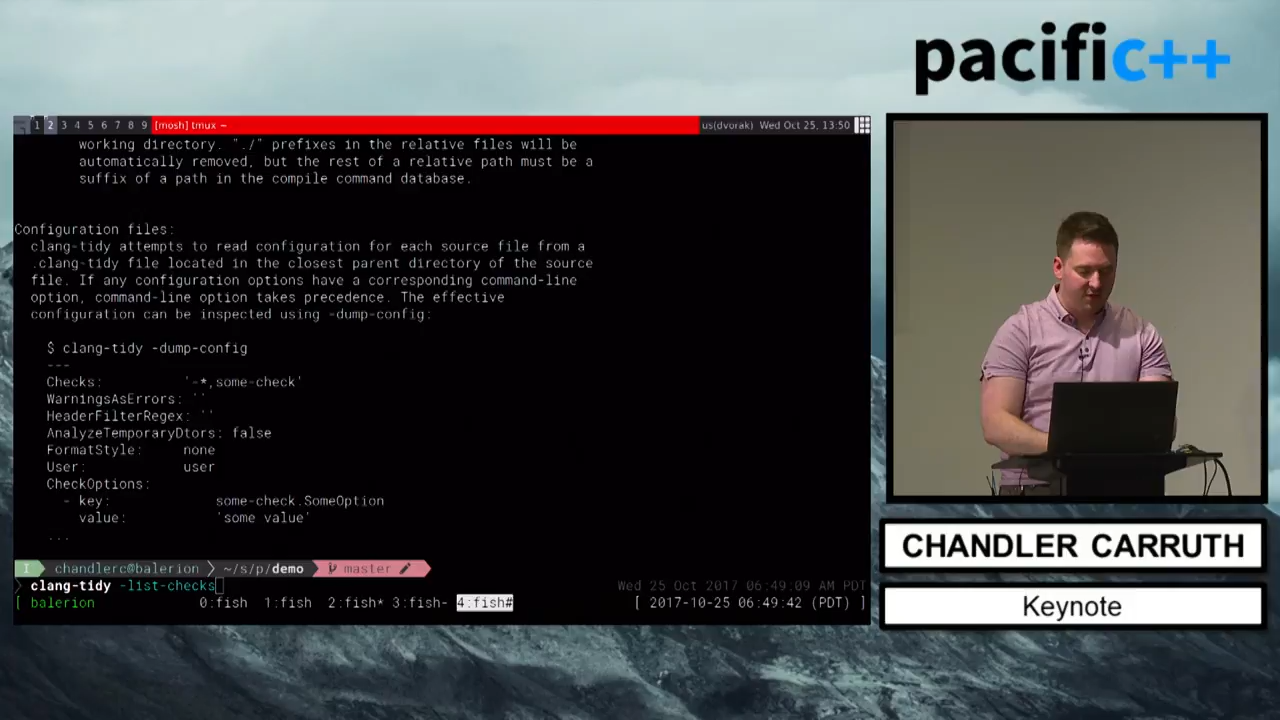 pacific++
1 2 3 4 5 6 7 8 9 [mosh] tmux ~ us(dvorak) Wed Oct 25, 13:50
working directory. "./" prefixes in the relative files will be
automatically removed, but the rest of a relative path must be a
suffix of a path in the compile command database.
Configuration files:
clang-tidy attempts to read configuration for each source file from a
.clang-tidy file located in the closest parent directory of the source
file. If any configuration options have a corresponding command-line
option, command-line option takes precedence. The effective
configuration can be inspected using -dump-config:
$ clang-tidy -dump-config
---
Checks: '-*,some-check'
WarningsAsErrors: ''
HeaderFilterRegex: ''
AnalyzeTemporaryDtors: false
FormatStyle: none
User: user
CheckOptions:
- key: some-check.SomeOption
value: 'some value'
...
I chandlerc@balerion ~/s/p/demo master
clang-tidy -list-checks Wed 25 Oct 2017 06:49:09 AM PDT
[ balerion 0:fish 1:fish 2:fish* 3:fish- 4:fish# [ 2017-10-25 06:49:42 (PDT) ]
CHANDLER CARRUTH
Keynote